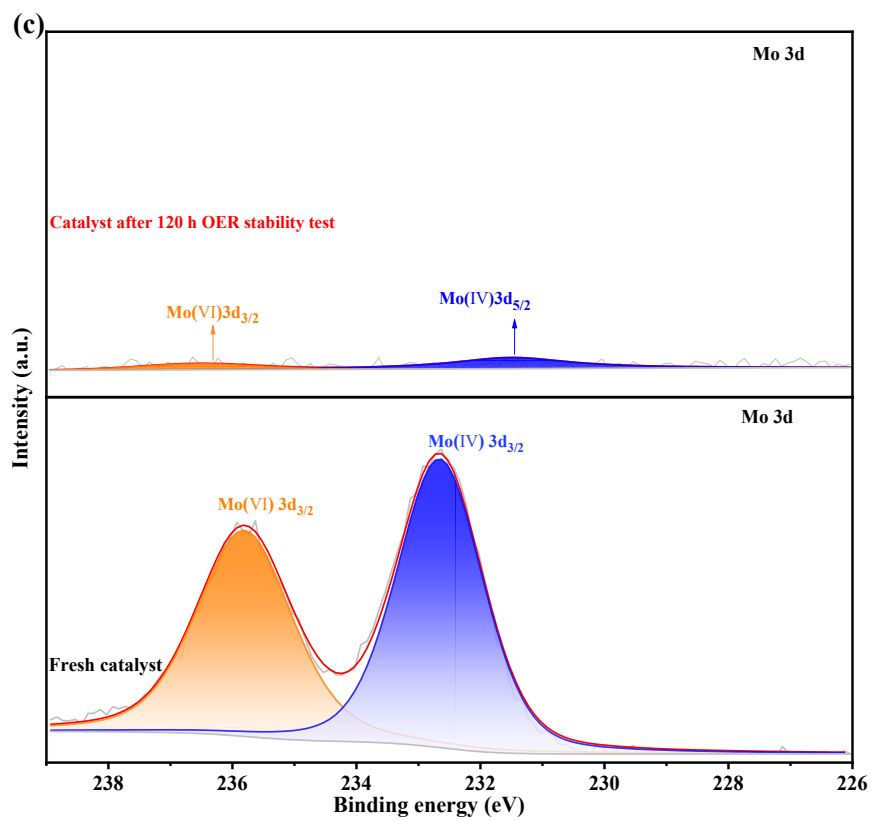 (c)
Mo 3d
Catalyst after 120 h OER stability test
Mo(VI)3d3/2
Mo(IV)3d5/2
Mo 3d
Mo(IV) 3d3/2
Mo(VI) 3d3/2
Fresh catalyst
Intensity (a.u.)
238 236 234 232 230 228 226
Binding energy (eV)